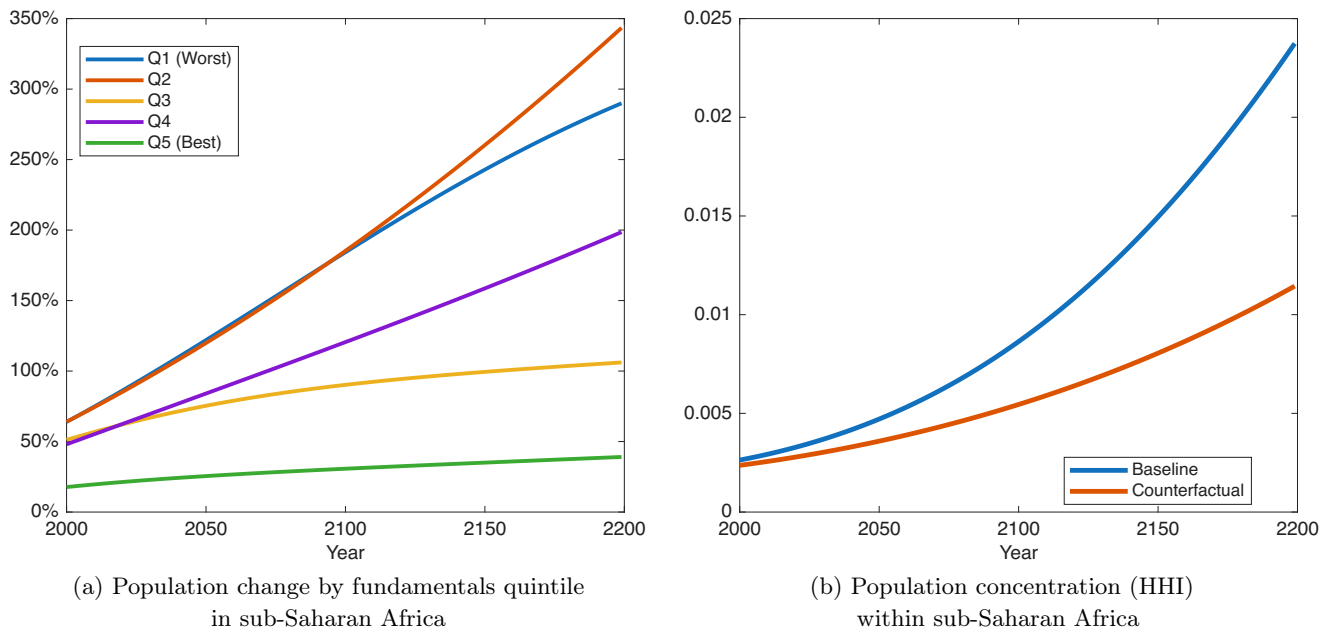 350%
300%
250%
200%
150%
100%
50%
0%
Q1 (Worst)
Q2
Q3
Q4
Q5 (Best)
2000 2050 2100 2150 2200
Year
(a) Population change by fundamentals quintile
in sub-Saharan Africa
0.025
0.02
0.015
0.01
0.005
0
Baseline
Counterfactual
2000 2050 2100 2150 2200
Year
(b) Population concentration (HHI)
within sub-Saharan Africa